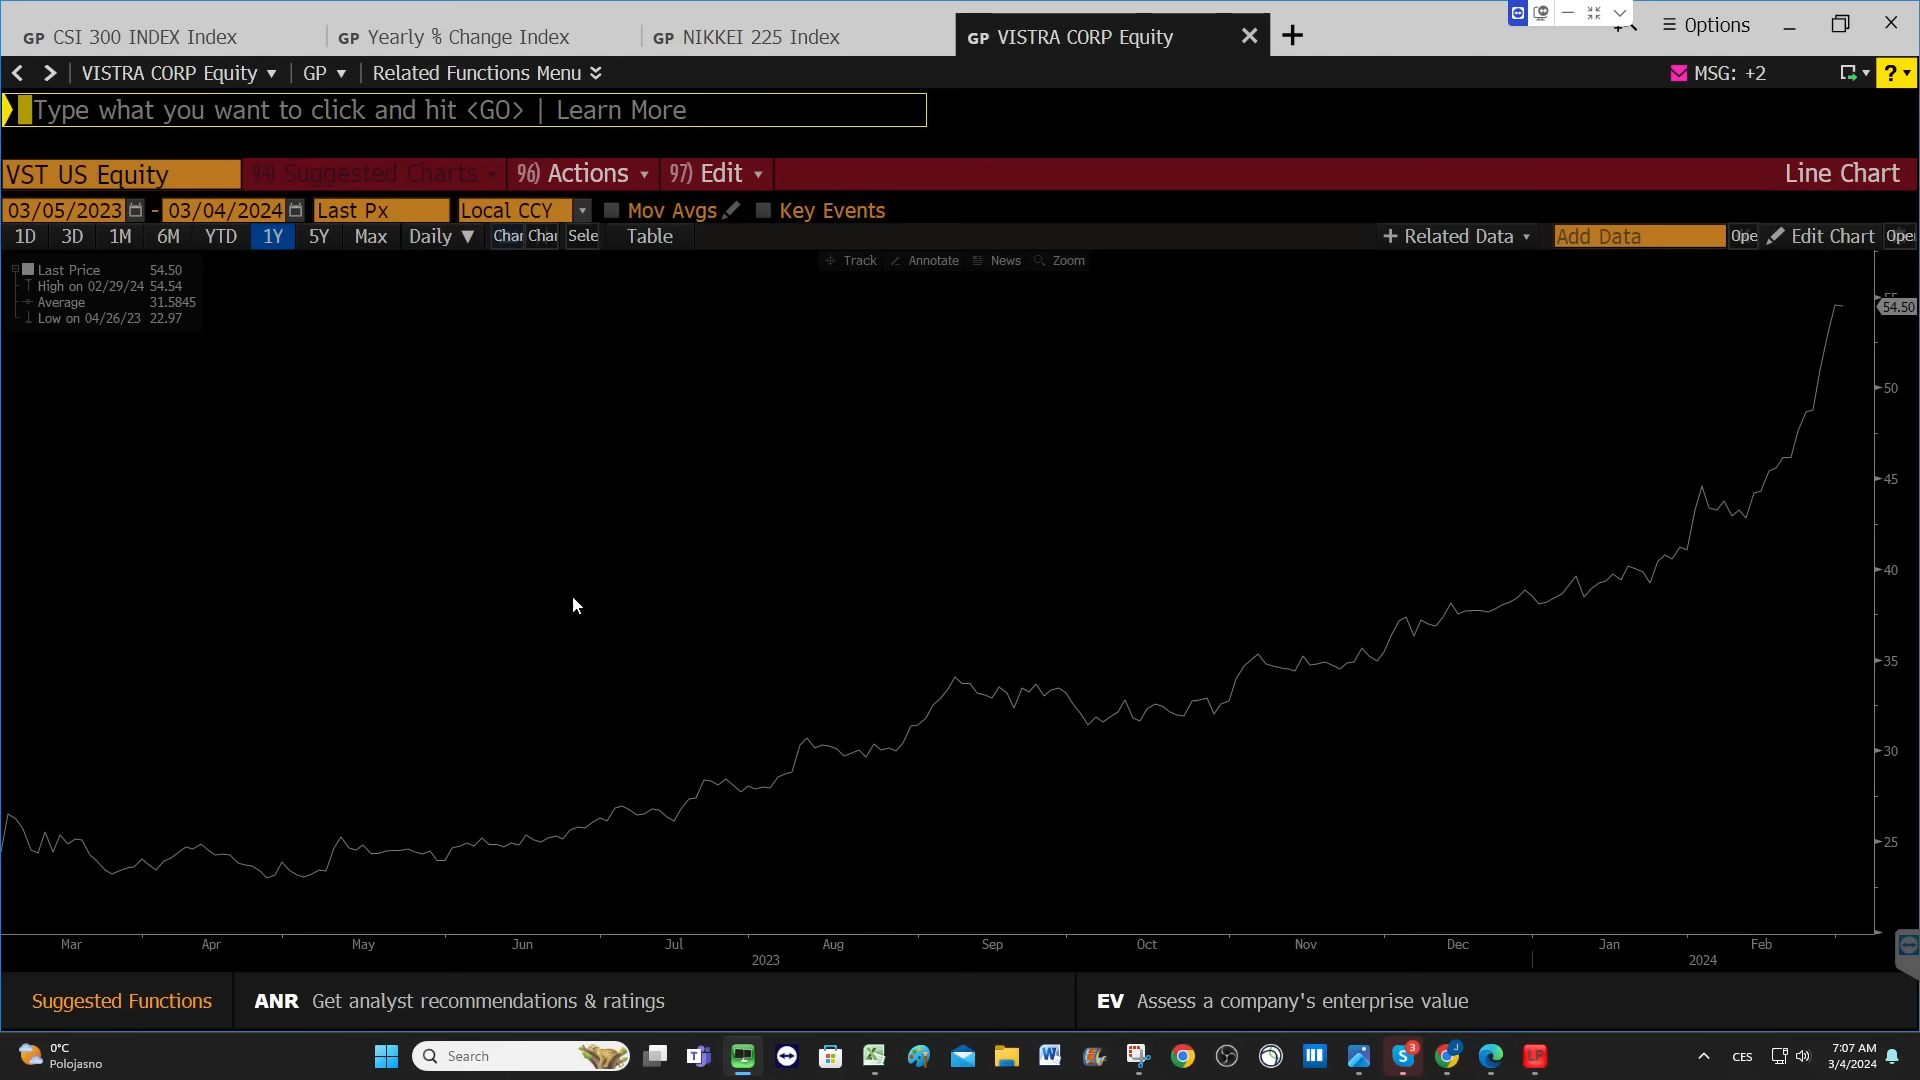 GP CSI 300 INDEX Index
GP Yearly % Change Index
GP NIKKEI 225 Index
GP VISTRA CORP Equity
Options
VISTRA CORP Equity
GP
Related Functions Menu
MSG: +2
?
Type what you want to click and hit <GO> | Learn More
VST US Equity
94) Suggested Charts
96) Actions
97) Edit
Line Chart
03/05/2023 - 03/04/2024
Last Px
Local CCY
Mov Avgs
Key Events
1D 3D 1M 6M YTD 1Y 5Y Max Daily
Char
Char
Sele
Table
+ Related Data
Add Data
Ope
Edit Chart
Ope
Track
Annotate
News
Zoom
Last Price 54.50
High on 02/29/24 54.54
Average 31.5845
Low on 04/26/23 22.97
55
54.50
50
45
40
35
30
25
Mar Apr May Jun Jul Aug Sep Oct Nov Dec Jan Feb
2023 2024
Suggested Functions
ANR Get analyst recommendations & ratings
EV Assess a company's enterprise value
0°C
Polojasno
Search
3
J
LP
CES
7:07 AM
3/4/2024